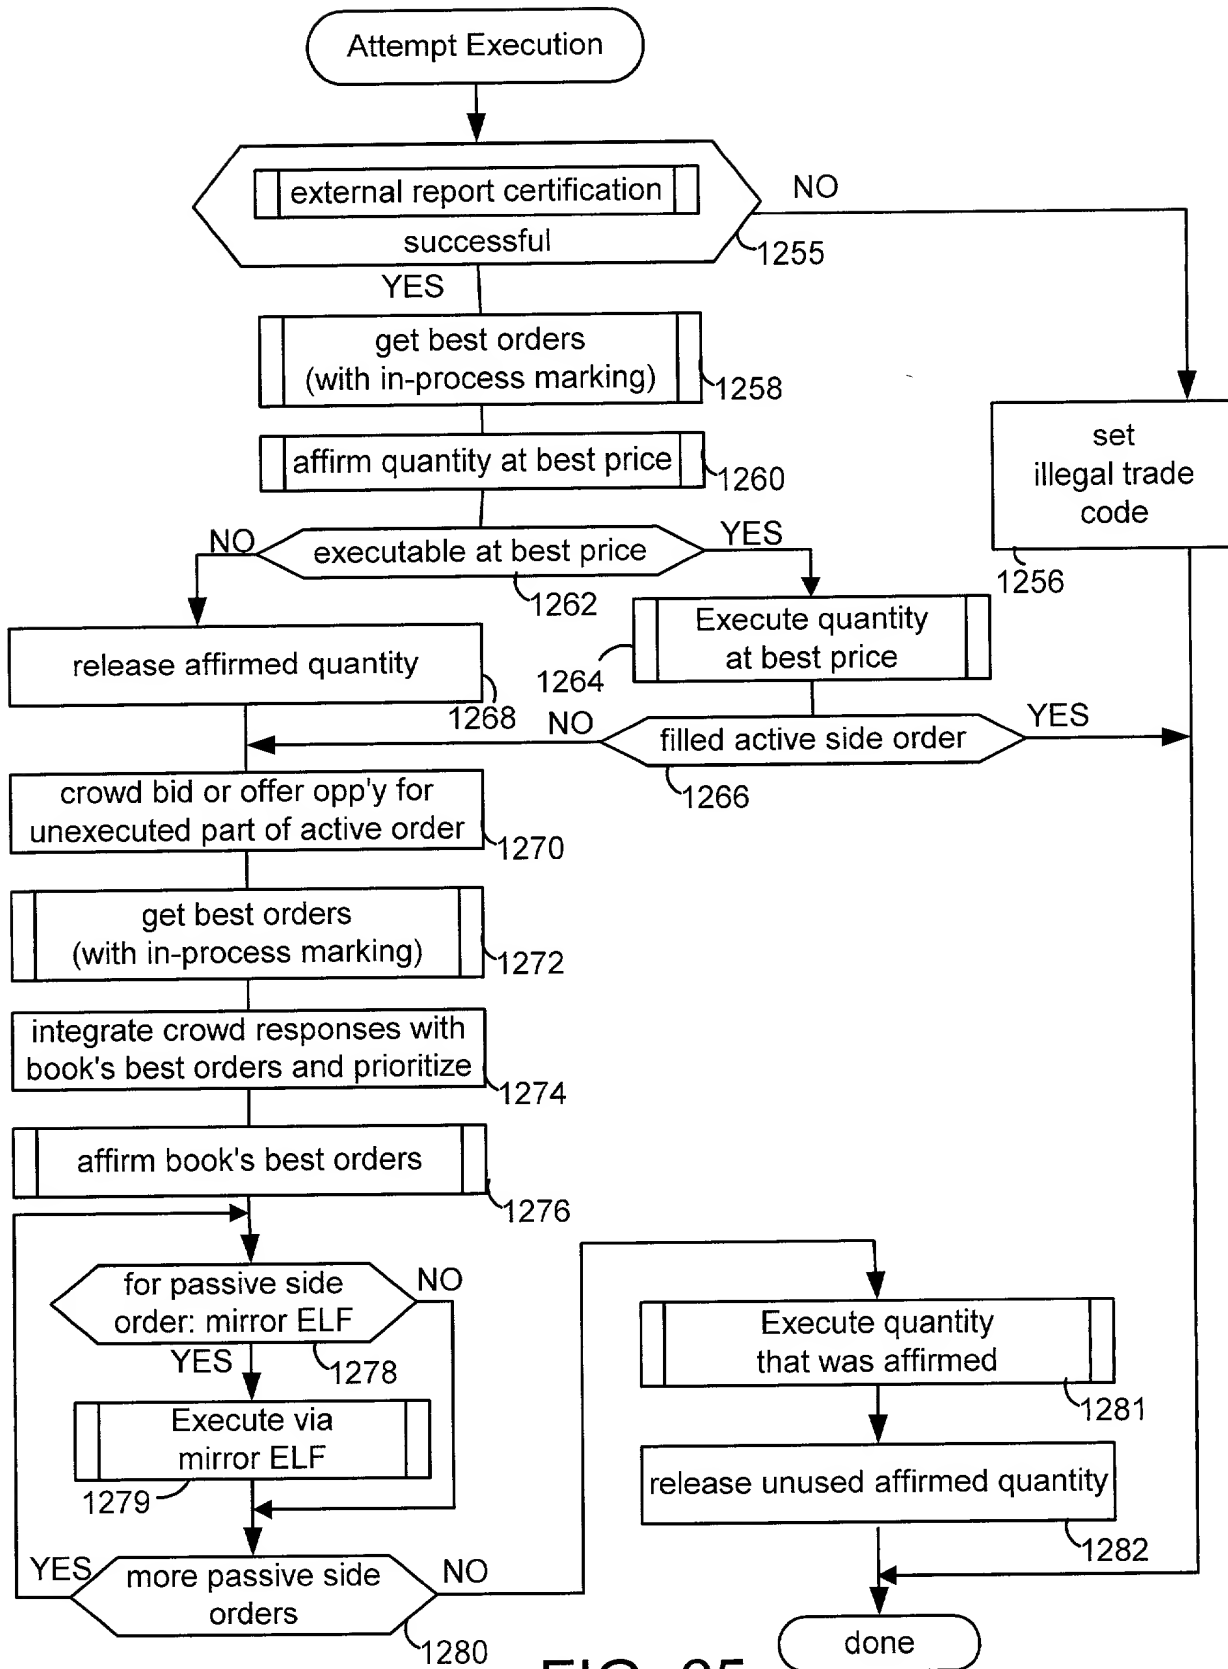 Attempt Execution
external report certification
successful
NO
1255
YES
get best orders
(with in-process marking)
1258
affirm quantity at best price
1260
set
illegal trade
code
1256
NO
executable at best price
YES
1262
Execute quantity
at best price
1264
release affirmed quantity
1268
NO
filled active side order
YES
1266
crowd bid or offer opp'y for
unexecuted part of active order
1270
get best orders
(with in-process marking)
1272
integrate crowd responses with
book's best orders and prioritize
1274
affirm book's best orders
1276
for passive side
order: mirror ELF
NO
YES
1278
Execute via
mirror ELF
1279
YES
more passive side
orders
NO
1280
Execute quantity
that was affirmed
1281
release unused affirmed quantity
1282
done